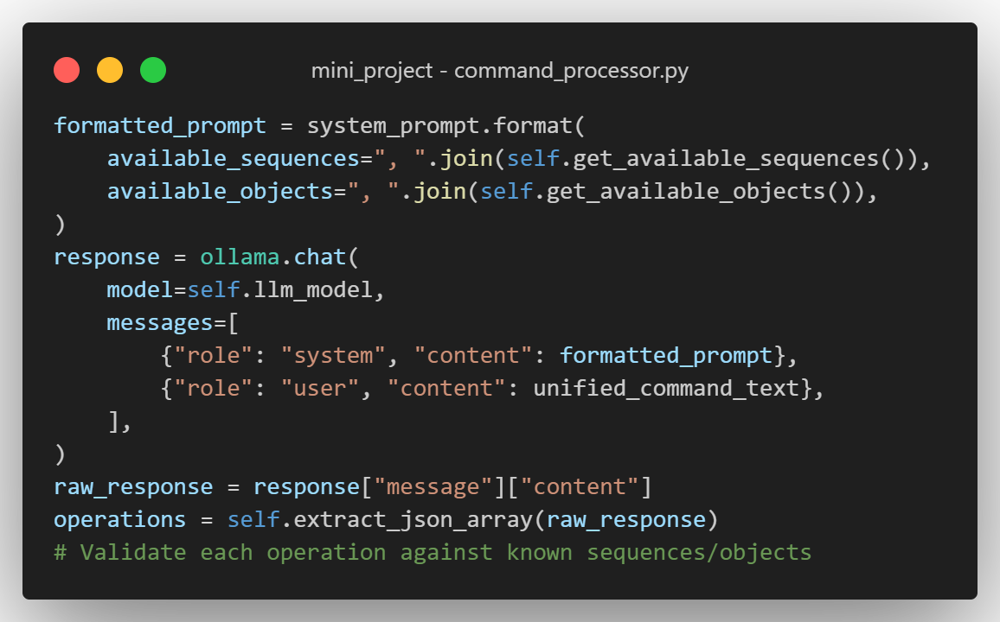 mini_project - command_processor.py
formatted_prompt = system_prompt.format(
    available_sequences=", ".join(self.get_available_sequences()),
    available_objects=", ".join(self.get_available_objects()),
)
response = ollama.chat(
    model=self.llm_model,
    messages=[
        {"role": "system", "content": formatted_prompt},
        {"role": "user", "content": unified_command_text},
    ],
)
raw_response = response["message"]["content"]
operations = self.extract_json_array(raw_response)
# Validate each operation against known sequences/objects